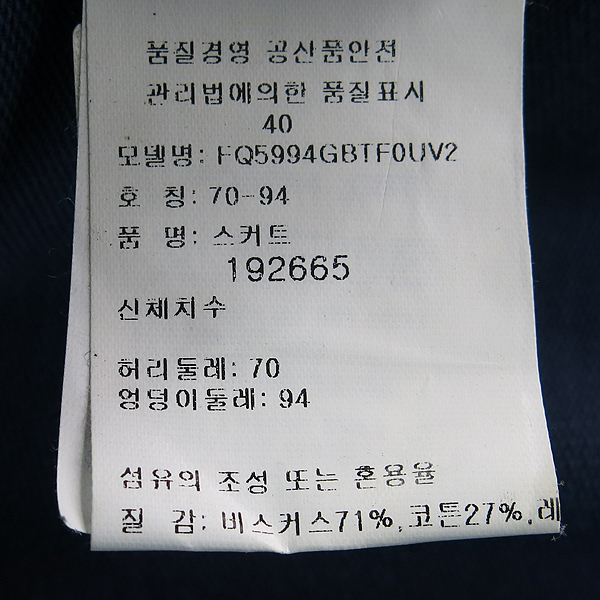 품질경영 공산품안전
관리법에의한 품질표시
40
모델명: FQ5994GBTF0UV2
호 칭: 70-94
품 명: 스커트
192665
신체치수
허리둘레: 70
엉덩이둘레: 94
섬유의 조성 또는 혼용율
질 감: 비스커스71%,코튼27%,레